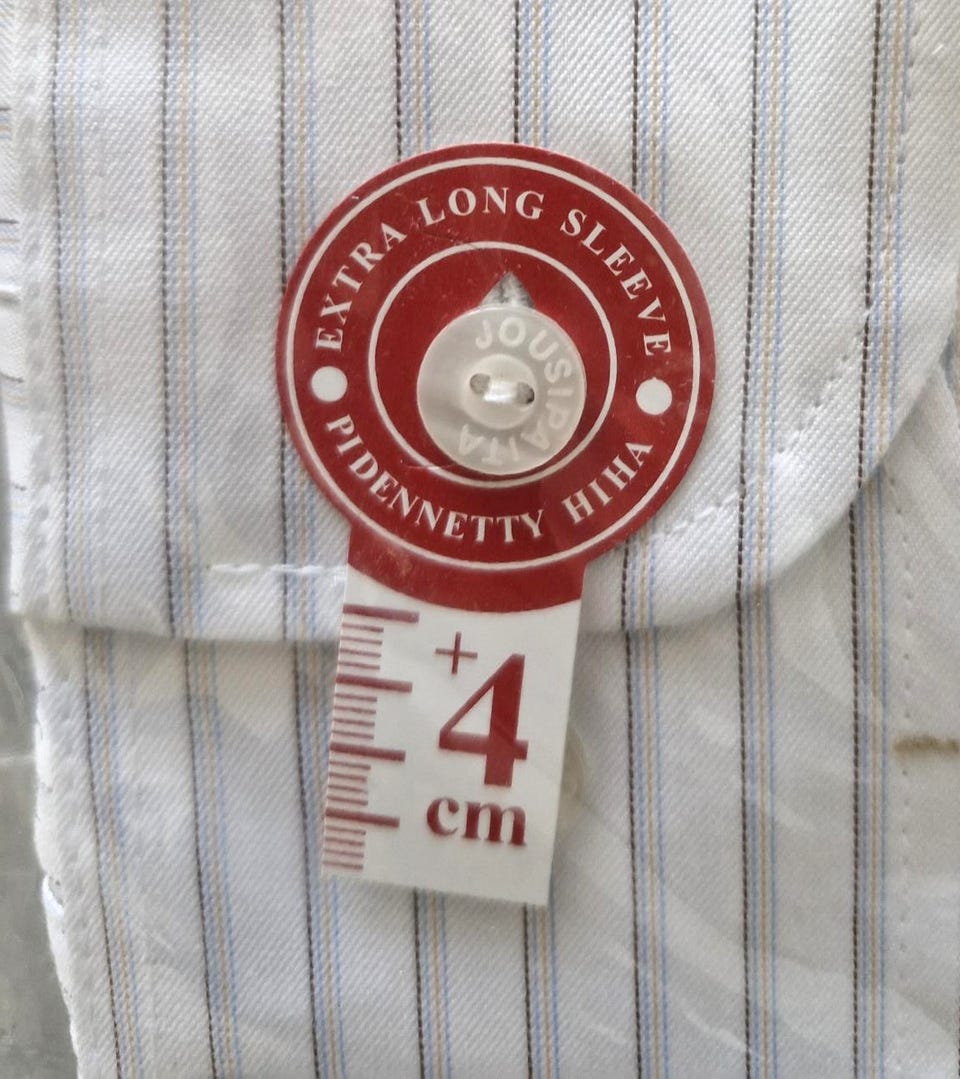 EXTRA LONG SLEEVE
JOUSIPAITA
PIDENNETTY HIHA
+4
cm